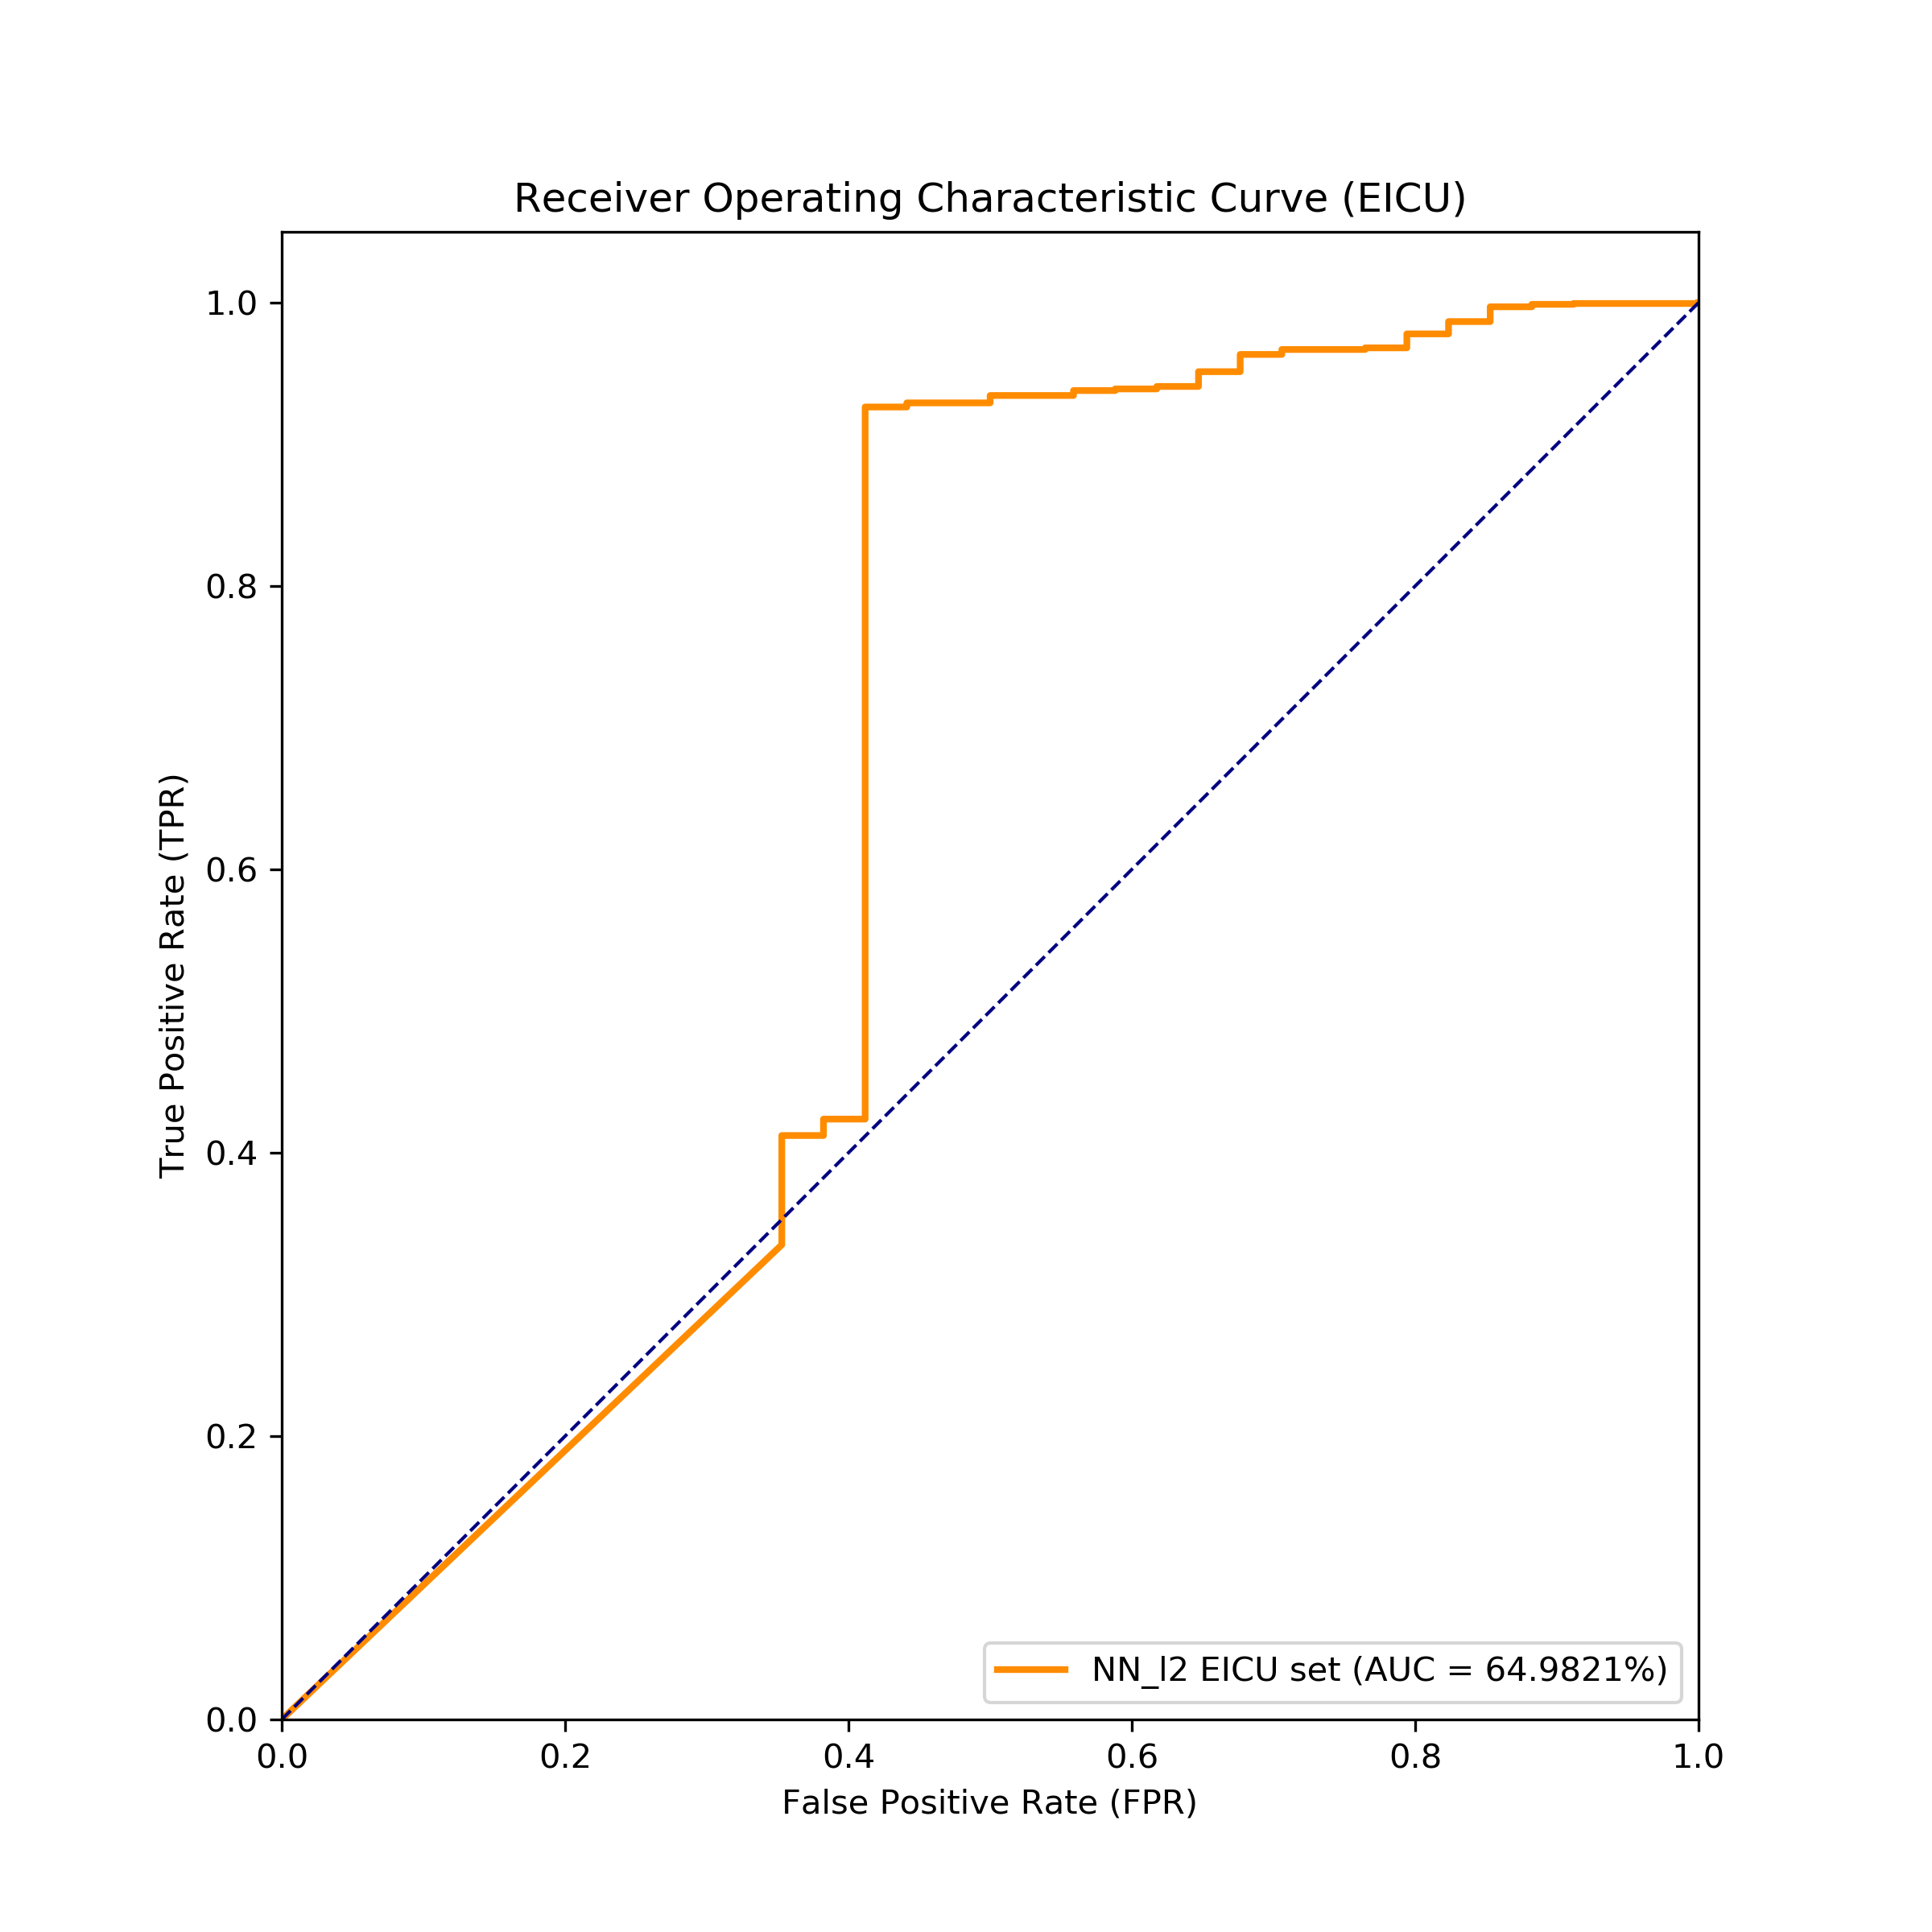 Receiver Operating Characteristic Curve (EICU)
1.0
0.8
0.6
0.4
0.2
0.0
True Positive Rate (TPR)
NN_l2 EICU set (AUC = 64.9821%)
0.0 0.2 0.4 0.6 0.8 1.0
False Positive Rate (FPR)